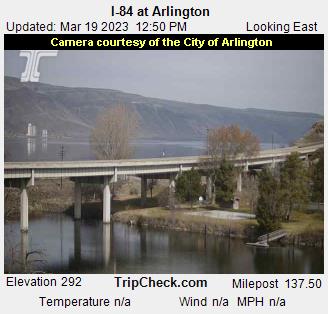 I-84 at Arlington
Updated: Mar 19 2023 12:50 PM Looking East
Camera courtesy of the City of Arlington
Elevation 292 TripCheck.com Milepost 137.50
Temperature n/a Wind n/a MPH n/a